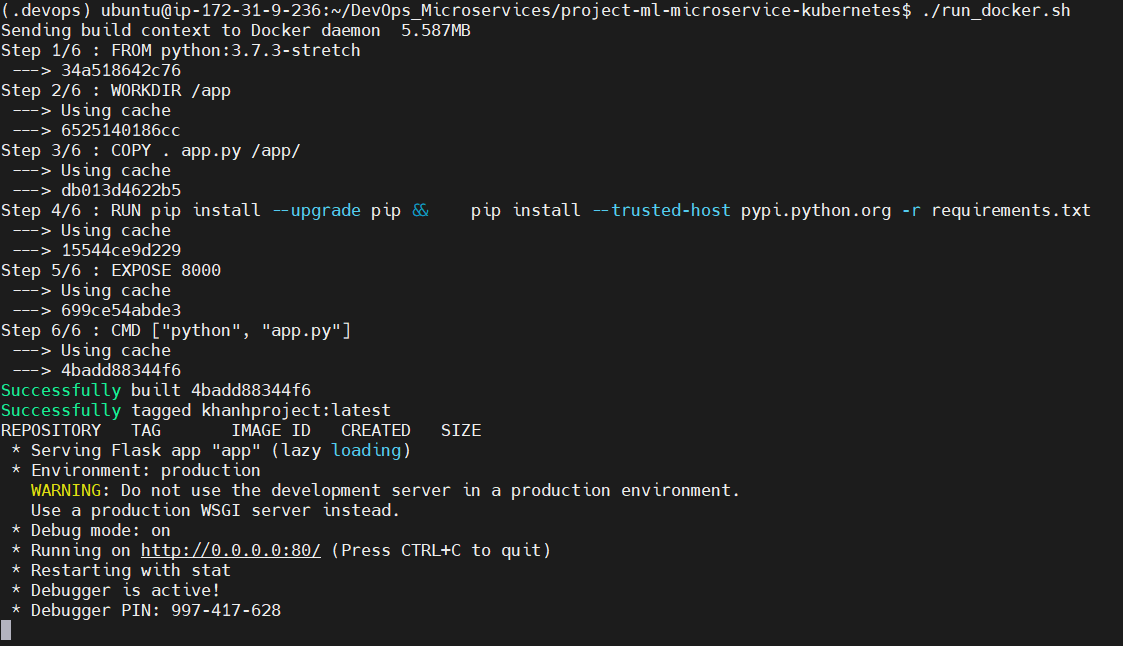 (.devops) ubuntu@ip-172-31-9-236:~/DevOps_Microservices/project-ml-microservice-kubernetes$ ./run_docker.sh
Sending build context to Docker daemon  5.587MB
Step 1/6 : FROM python:3.7.3-stretch
 ---> 34a518642c76
Step 2/6 : WORKDIR /app
 ---> Using cache
 ---> 6525140186cc
Step 3/6 : COPY . app.py /app/
 ---> Using cache
 ---> db013d4622b5
Step 4/6 : RUN pip install --upgrade pip &&    pip install --trusted-host pypi.python.org -r requirements.txt
 ---> Using cache
 ---> 15544ce9d229
Step 5/6 : EXPOSE 8000
 ---> Using cache
 ---> 699ce54abde3
Step 6/6 : CMD ["python", "app.py"]
 ---> Using cache
 ---> 4badd88344f6
Successfully built 4badd88344f6
Successfully tagged khanhproject:latest
REPOSITORY   TAG       IMAGE ID   CREATED   SIZE
 * Serving Flask app "app" (lazy loading)
 * Environment: production
   WARNING: Do not use the development server in a production environment.
   Use a production WSGI server instead.
 * Debug mode: on
 * Running on http://0.0.0.0:80/ (Press CTRL+C to quit)
 * Restarting with stat
 * Debugger is active!
 * Debugger PIN: 997-417-628